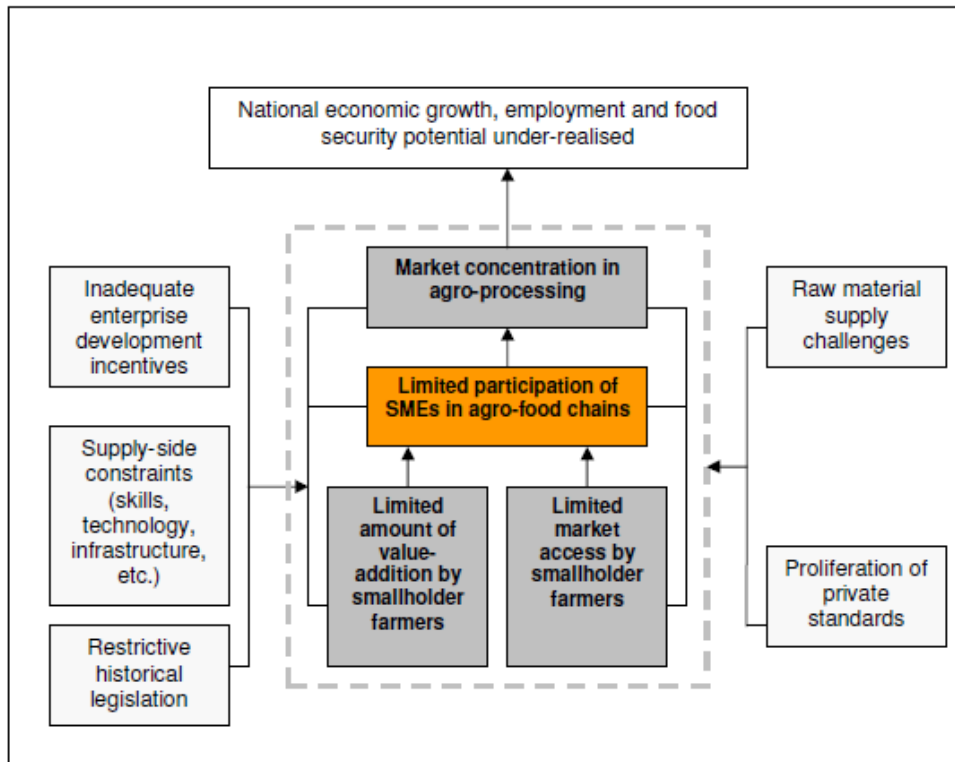 National economic growth, employment and food
security potential under-realised
Market concentration in
agro-processing
Inadequate
enterprise
development
incentives
Raw material
supply
challenges
Limited participation of
SMEs in agro-food chains
Supply-side
constraints
(skills,
technology,
infrastructure,
etc.)
Limited
amount of
value-
addition by
smallholder
farmers
Limited
market
access by
smallholder
farmers
Proliferation of
private
standards
Restrictive
historical
legislation